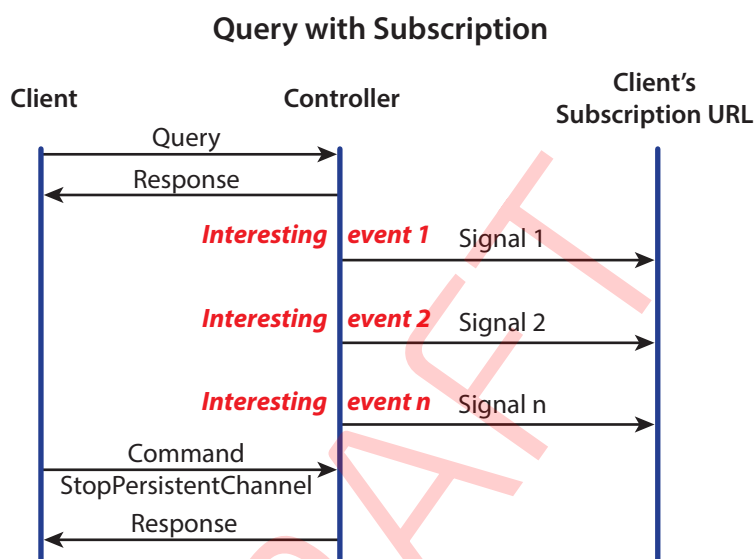 Query with Subscription
Client
Controller
Client's
Subscription URL
Query
Response
Interesting event 1 Signal 1
Interesting event 2 Signal 2
Interesting event n Signal n
Command
StopPersistentChannel
Response
DRAFT